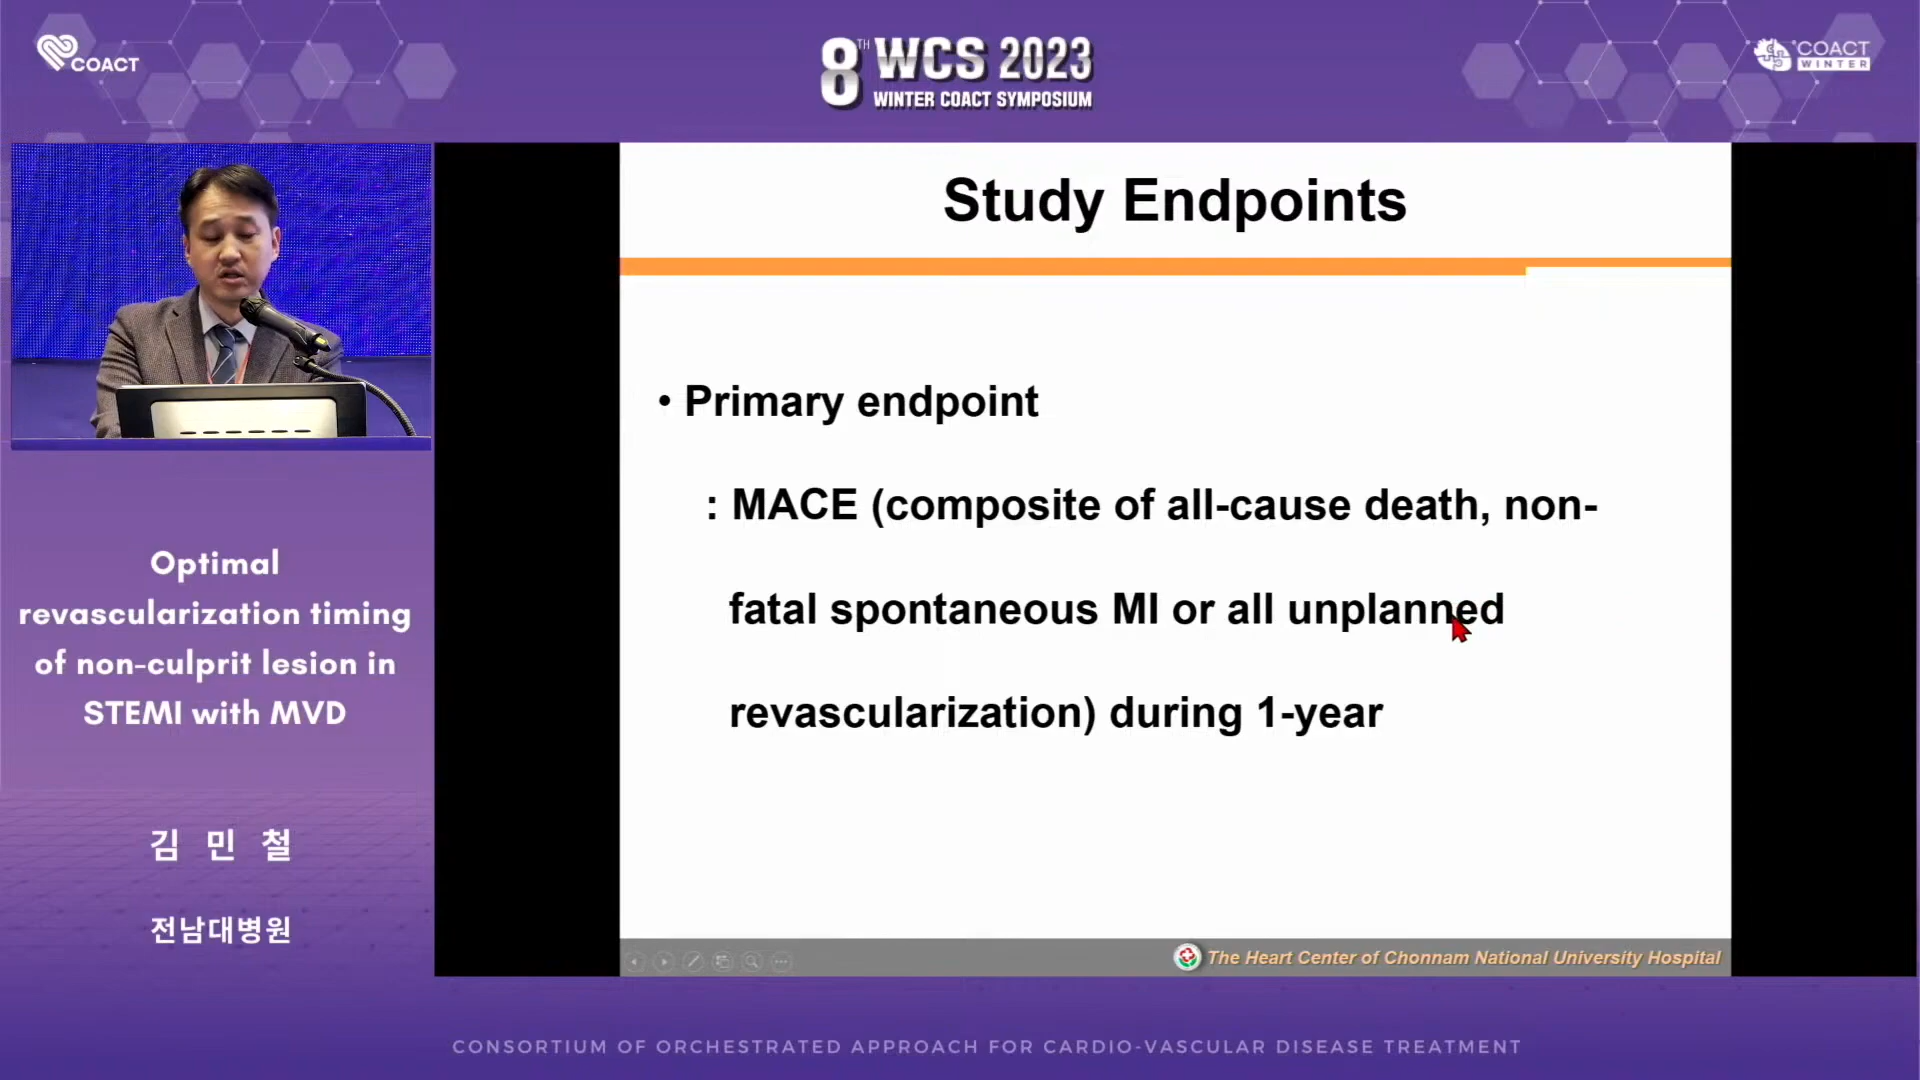 COACT
8TH WCS 2023
WINTER COACT SYMPOSIUM
COACT
WINTER
Study Endpoints
• Primary endpoint
: MACE (composite of all-cause death, non-
fatal spontaneous MI or all unplanned
revascularization) during 1-year
The Heart Center of Chonnam National University Hospital
Optimal
revascularization timing
of non-culprit lesion in
STEMI with MVD
김 민 철
전남대병원
CONSORTIUM OF ORCHESTRATED APPROACH FOR CARDIO-VASCULAR DISEASE TREATMENT